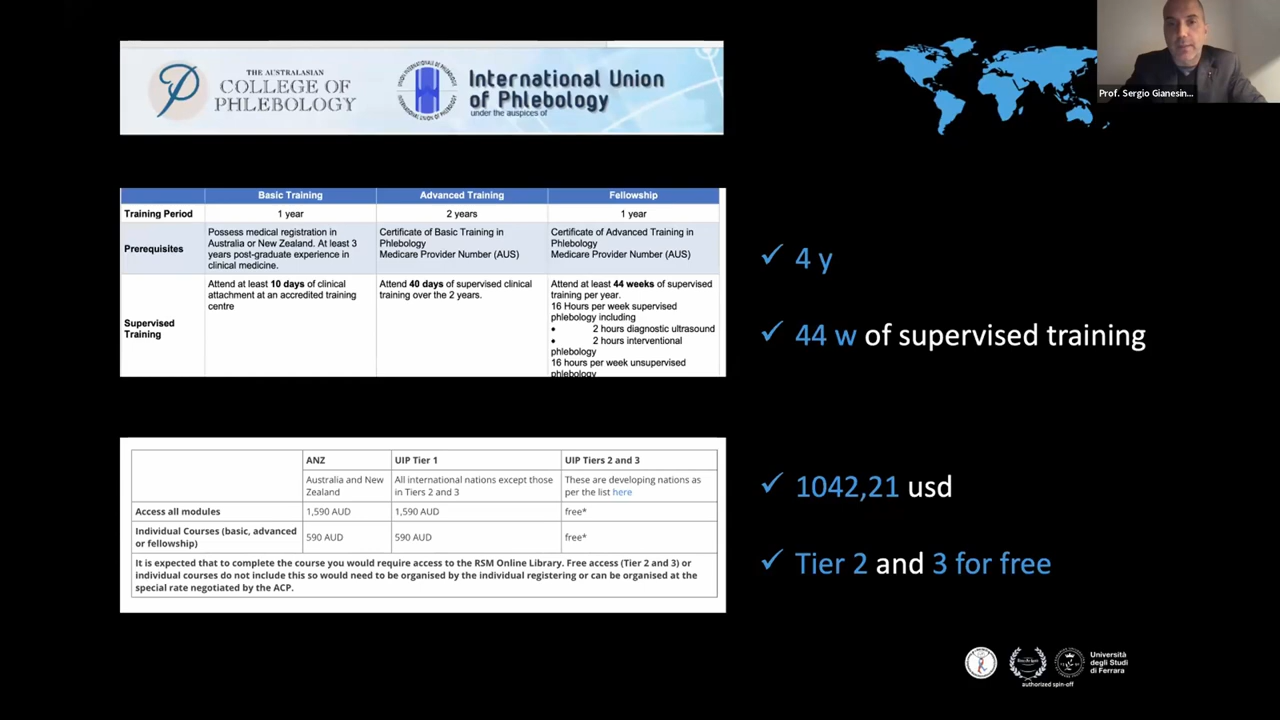 THE AUSTRALASIAN
COLLEGE OF
PHLEBOLOGY
International Union
of Phlebology
under the auspices of
Prof. Sergio Gianesin...
Basic Training Advanced Training Fellowship
Training Period 1 year 2 years 1 year
Prerequisites
Possess medical registration in
Australia or New Zealand. At least 3
years post-graduate experience in
clinical medicine.
Certificate of Basic Training in
Phlebology
Medicare Provider Number (AUS)
Certificate of Advanced Training in
Phlebology
Medicare Provider Number (AUS)
Supervised
Training
Attend at least 10 days of clinical
attachment at an accredited training
centre
Attend 40 days of supervised clinical
training over the 2 years.
Attend at least 44 weeks of supervised
training per year.
16 Hours per week supervised
phlebology including
• 2 hours diagnostic ultrasound
• 2 hours interventional
phlebology
16 hours per week unsupervised
phlebology
✓ 4 y
✓ 44 w of supervised training
ANZ UIP Tier 1 UIP Tiers 2 and 3
Australia and New
Zealand
All international nations except those
in Tiers 2 and 3
These are developing nations as
per the list here
Access all modules 1,590 AUD 1,590 AUD free*
Individual Courses (basic, advanced
or fellowship)
590 AUD 590 AUD free*
It is expected that to complete the course you would require access to the RSM Online Library. Free access (Tier 2 and 3) or
individual courses do not include this so would need to be organised by the individual registering or can be organised at the
special rate negotiated by the ACP.
✓ 1042,21 usd
✓ Tier 2 and 3 for free
Università
degli Studi
di Ferrara
authorized spin-off